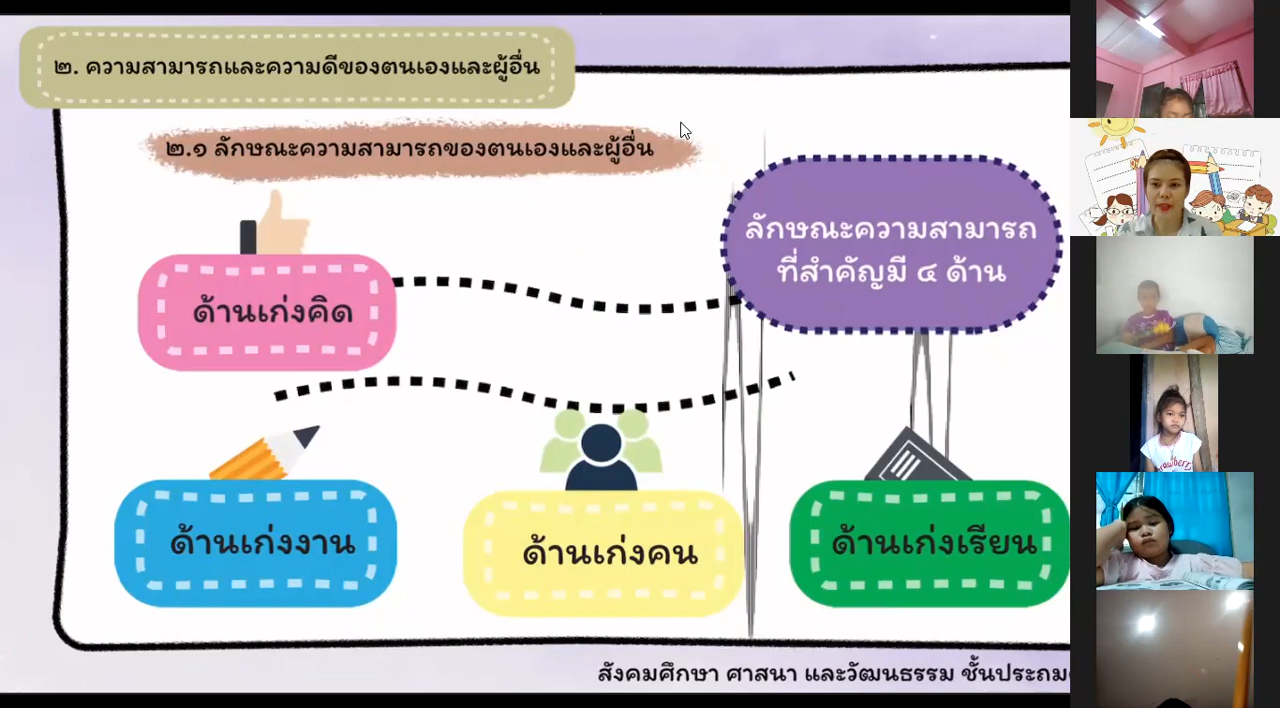 ๒. ความสามารถและความดีของตนเองและผู้อื่น
๒.๑ ลักษณะความสามารถของตนเองและผู้อื่น
ลักษณะความสามารถ
ที่สำคัญมี ๔ ด้าน
ด้านเก่งคิด
ด้านเก่งงาน
ด้านเก่งคน
ด้านเก่งเรียน
สังคมศึกษา ศาสนา และวัฒนธรรม ชั้นประถม